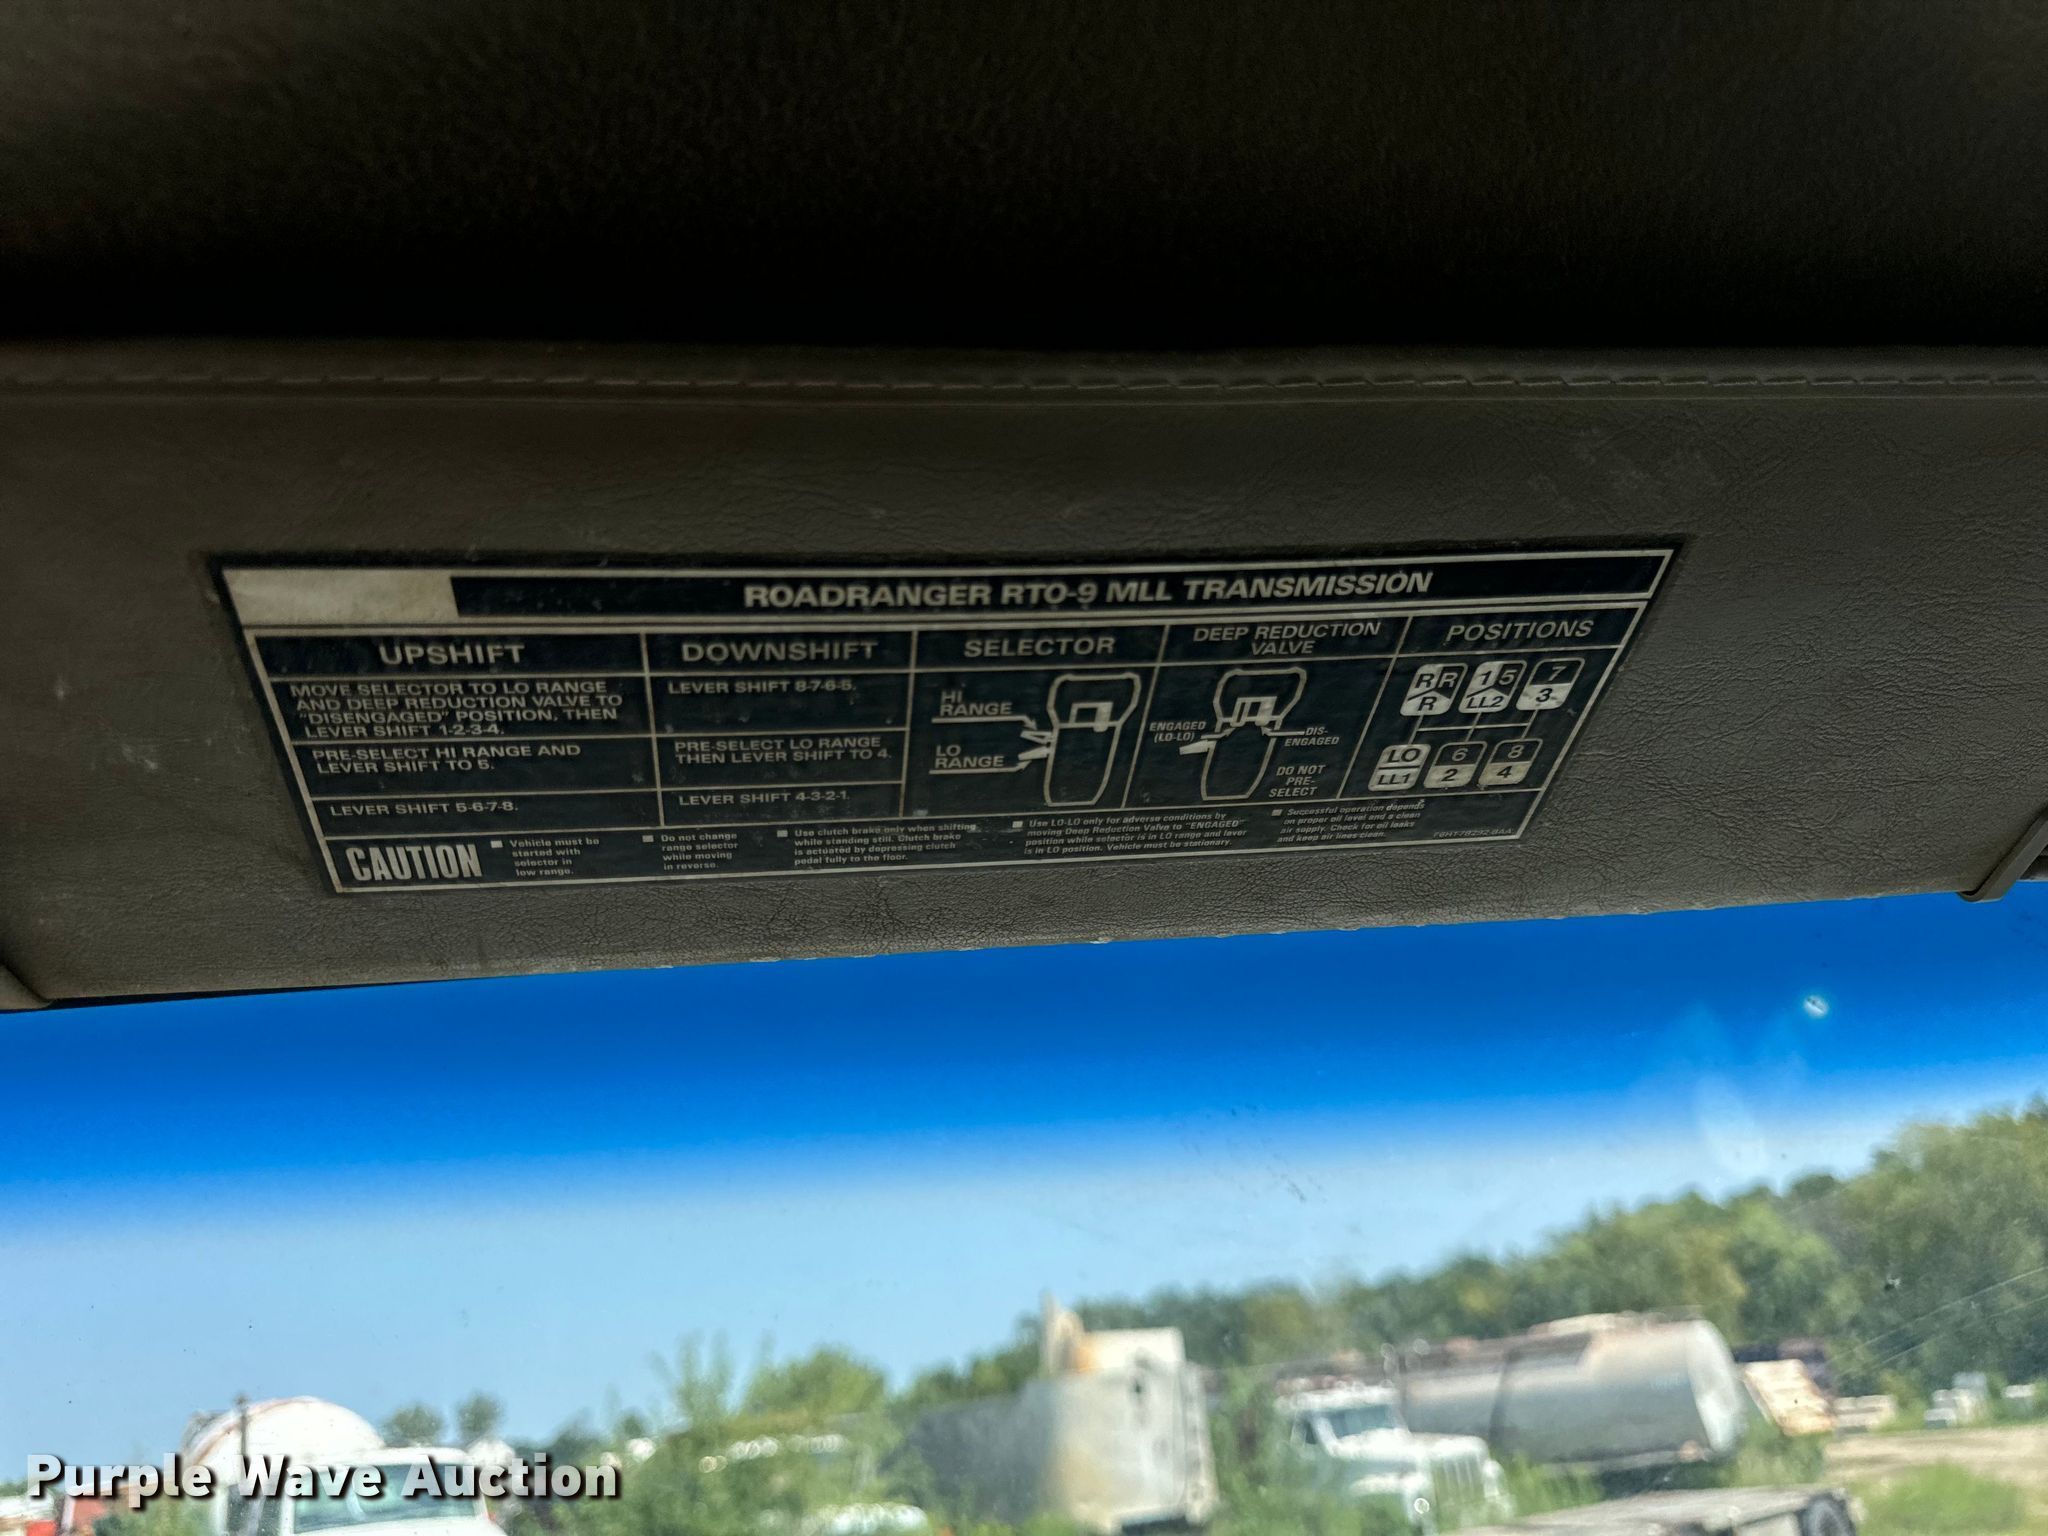 ROADRANGER RTO-9 MLL TRANSMISSION
UPSHIFT
MOVE SELECTOR TO LO RANGE
AND DEEP REDUCTION VALVE TO
"DISENGAGED" POSITION, THEN
LEVER SHIFT 1-2-3-4.
PRE-SELECT HI RANGE AND
LEVER SHIFT TO 5.
LEVER SHIFT 5-6-7-8.
DOWNSHIFT
LEVER SHIFT 8-7-6-5.
PRE-SELECT LO RANGE
THEN LEVER SHIFT TO 4.
LEVER SHIFT 4-3-2-1.
SELECTOR
HI
RANGE
LO
RANGE
DEEP REDUCTION
VALVE
ENGAGED
(LO-LO)
DIS-
ENGAGED
DO NOT
PRE-
SELECT
POSITIONS
R R 1 5 7
R LL2 3
LO 6 8
LL1 2 4
CAUTION
■ Vehicle must be
started with
selector in
low range.
■ Do not change
range selector
while moving
in reverse.
■ Use clutch brake only when shifting
while standing still. Clutch brake
is actuated by depressing clutch
pedal fully to the floor.
■ Use LO-LO only for adverse conditions by
moving Deep Reduction Valve to "ENGAGED"
position while selector is in LO range and lever
is in LO position. Vehicle must be stationary.
■ Successful operation depends
on proper oil level and a clean
air supply. Check for oil leaks
and keep air lines clean.
Purple Wave Auction